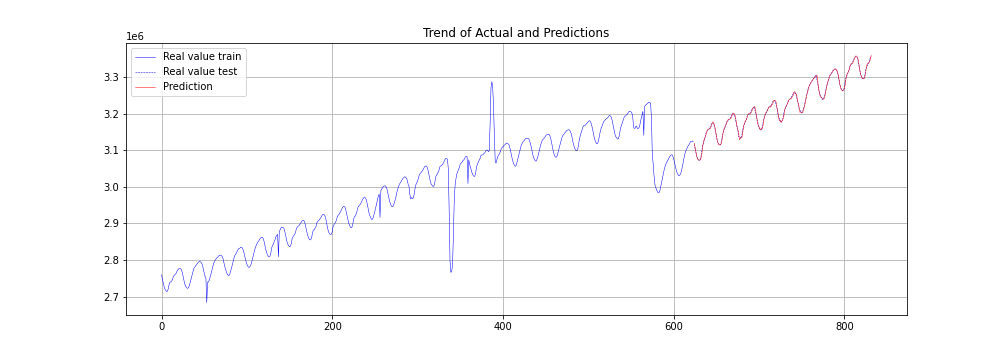 Trend of Actual and Predictions
1e6
Real value train
Real value test
Prediction
3.3
3.2
3.1
3.0
2.9
2.8
2.7
0 200 400 600 800